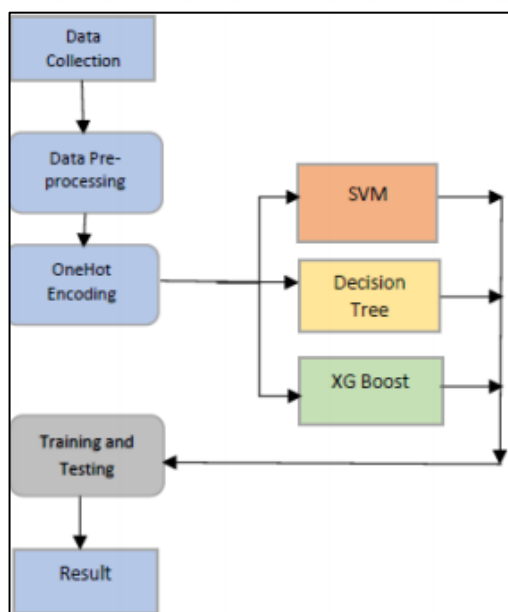 Data
Collection
Data Pre-
processing
OneHot
Encoding
SVM
Decision
Tree
XG Boost
Training and
Testing
Result